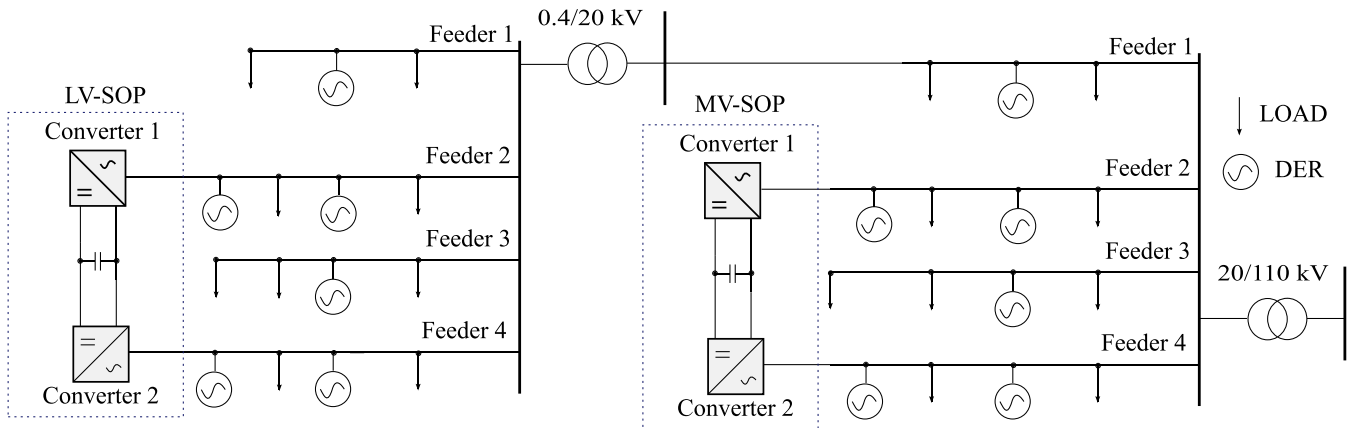 0.4/20 kV
Feeder 1
Feeder 1
LV-SOP
MV-SOP
LOAD
Converter 1
Converter 1
Feeder 2
Feeder 2
DER
Feeder 3
Feeder 3
20/110 kV
Feeder 4
Feeder 4
Converter 2
Converter 2